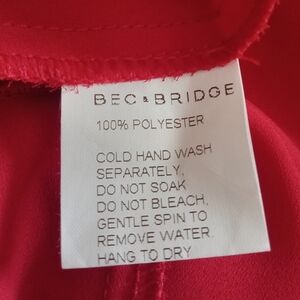 BEC & BRIDGE
100% POLYESTER
COLD HAND WASH
SEPARATELY,
DO NOT SOAK
DO NOT BLEACH,
GENTLE SPIN TO
REMOVE WATER.
HANG TO DRY